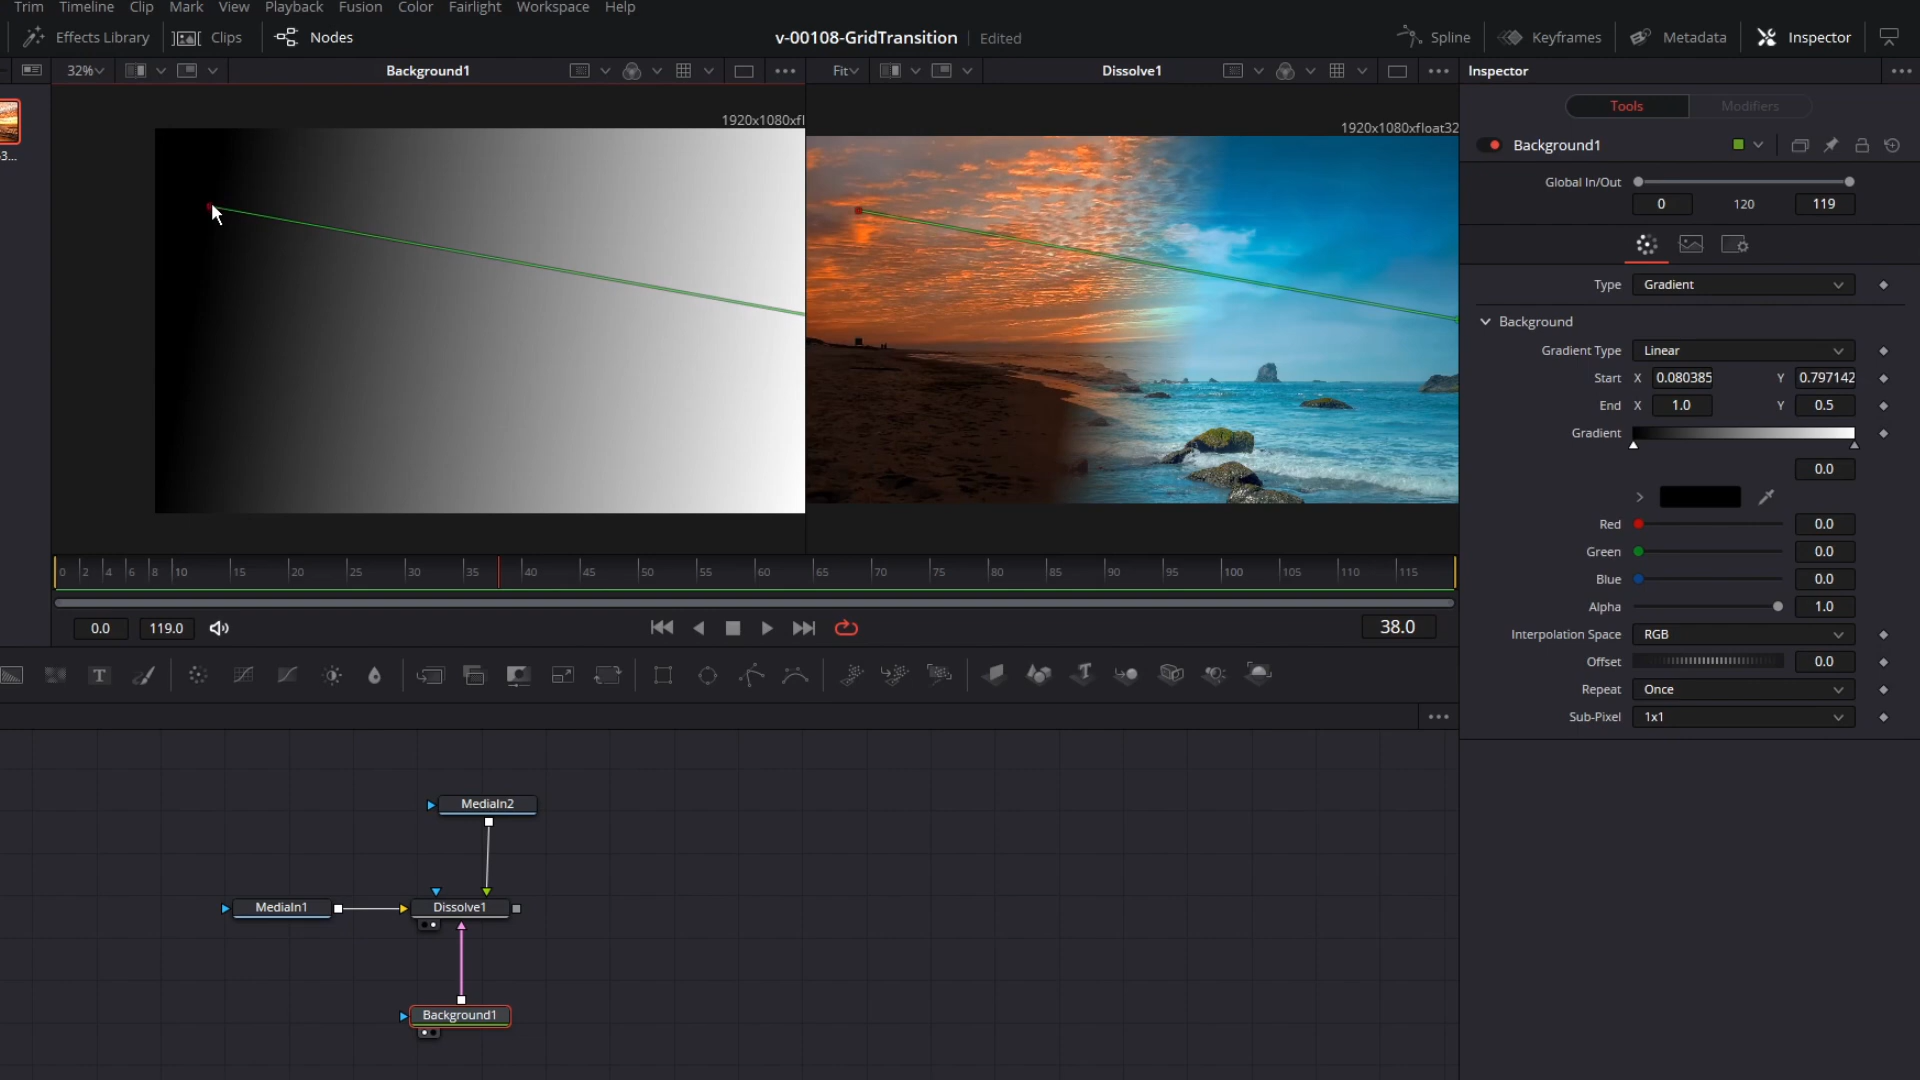 Trim Timeline Clip Mark View Playback Fusion Color Fairlight Workspace Help
Effects Library Clips Nodes v-00108-GridTransition Edited Spline Keyframes Metadata Inspector
32% Background1 Fit Dissolve1 Inspector
Tools Modifiers
1920x1080xfl 1920x1080xfloat32
3...
Background1
Global In/Out
0 120 119
Type Gradient
Background
Gradient Type Linear
Start X 0.080385 Y 0.797142
End X 1.0 Y 0.5
Gradient
0.0
Red 0.0
Green 0.0
Blue 0.0
Alpha 1.0
Interpolation Space RGB
Offset 0.0
Repeat Once
Sub-Pixel 1x1
0 2 4 6 8 10 15 20 25 30 35 40 45 50 55 60 65 70 75 80 85 90 95 100 105 110 115
0.0 119.0 38.0
T T
MediaIn2
MediaIn1 Dissolve1
Background1